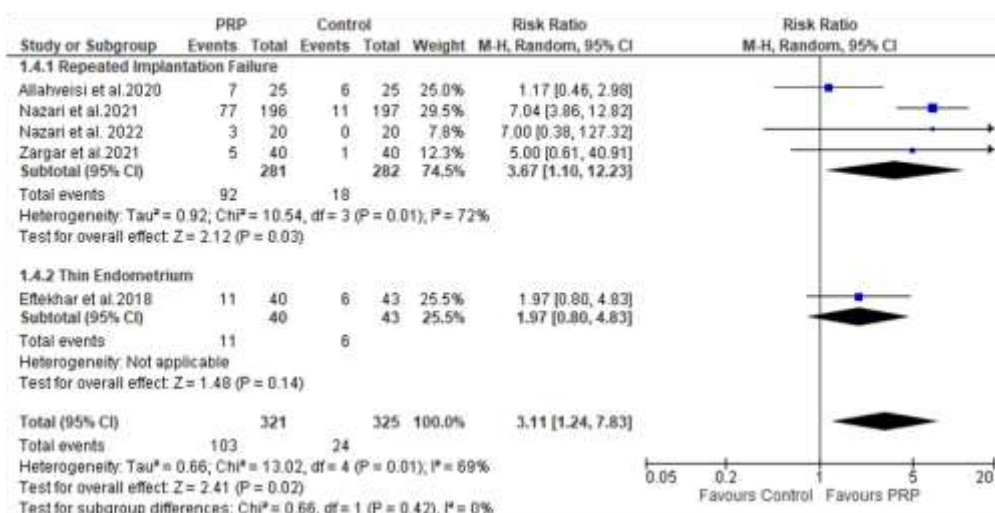 PRP Control Risk Ratio Risk Ratio
Study or Subgroup Events Total Events Total Weight M-H, Random, 95% CI M-H, Random, 95% CI
1.4.1 Repeated Implantation Failure
Allahveisi et al.2020 7 25 6 25 25.0% 1.17 [0.46, 2.98]
Nazari et al.2021 77 196 11 197 29.5% 7.04 [3.86, 12.82]
Nazari et al. 2022 3 20 0 20 7.8% 7.00 [0.38, 127.32]
Zargar et al.2021 5 40 1 40 12.3% 5.00 [0.61, 40.91]
Subtotal (95% CI) 281 282 74.5% 3.67 [1.10, 12.23]
Total events 92 18
Heterogeneity: Tau² = 0.92; Chi² = 10.54, df = 3 (P = 0.01); I² = 72%
Test for overall effect: Z = 2.12 (P = 0.03)
1.4.2 Thin Endometrium
Eftekhar et al.2018 11 40 6 43 25.5% 1.97 [0.80, 4.83]
Subtotal (95% CI) 40 43 25.5% 1.97 [0.80, 4.83]
Total events 11 6
Heterogeneity: Not applicable
Test for overall effect: Z = 1.48 (P = 0.14)
Total (95% CI) 321 325 100.0% 3.11 [1.24, 7.83]
Total events 103 24
Heterogeneity: Tau² = 0.66; Chi² = 13.02, df = 4 (P = 0.01); I² = 69%
Test for overall effect: Z = 2.41 (P = 0.02)
Test for subgroup differences: Chi² = 0.66, df = 1 (P = 0.42), I² = 0%
0.05 0.2 1 5 20
Favours Control Favours PRP